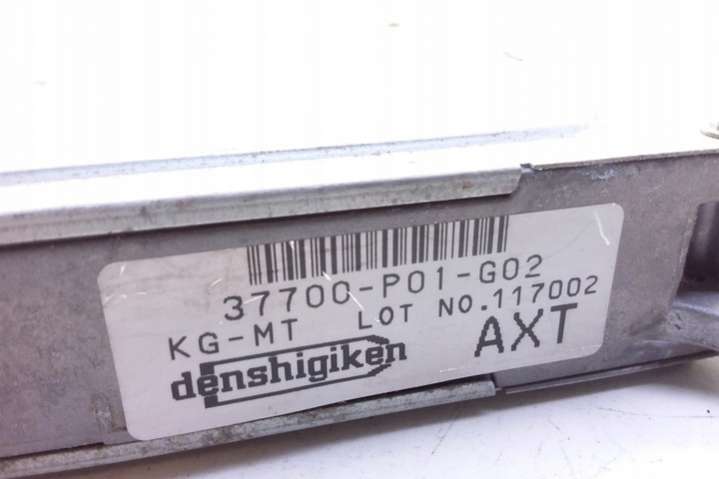 37700-P01-G02
KG-MT LOT NO.117002
denshigiken AXT